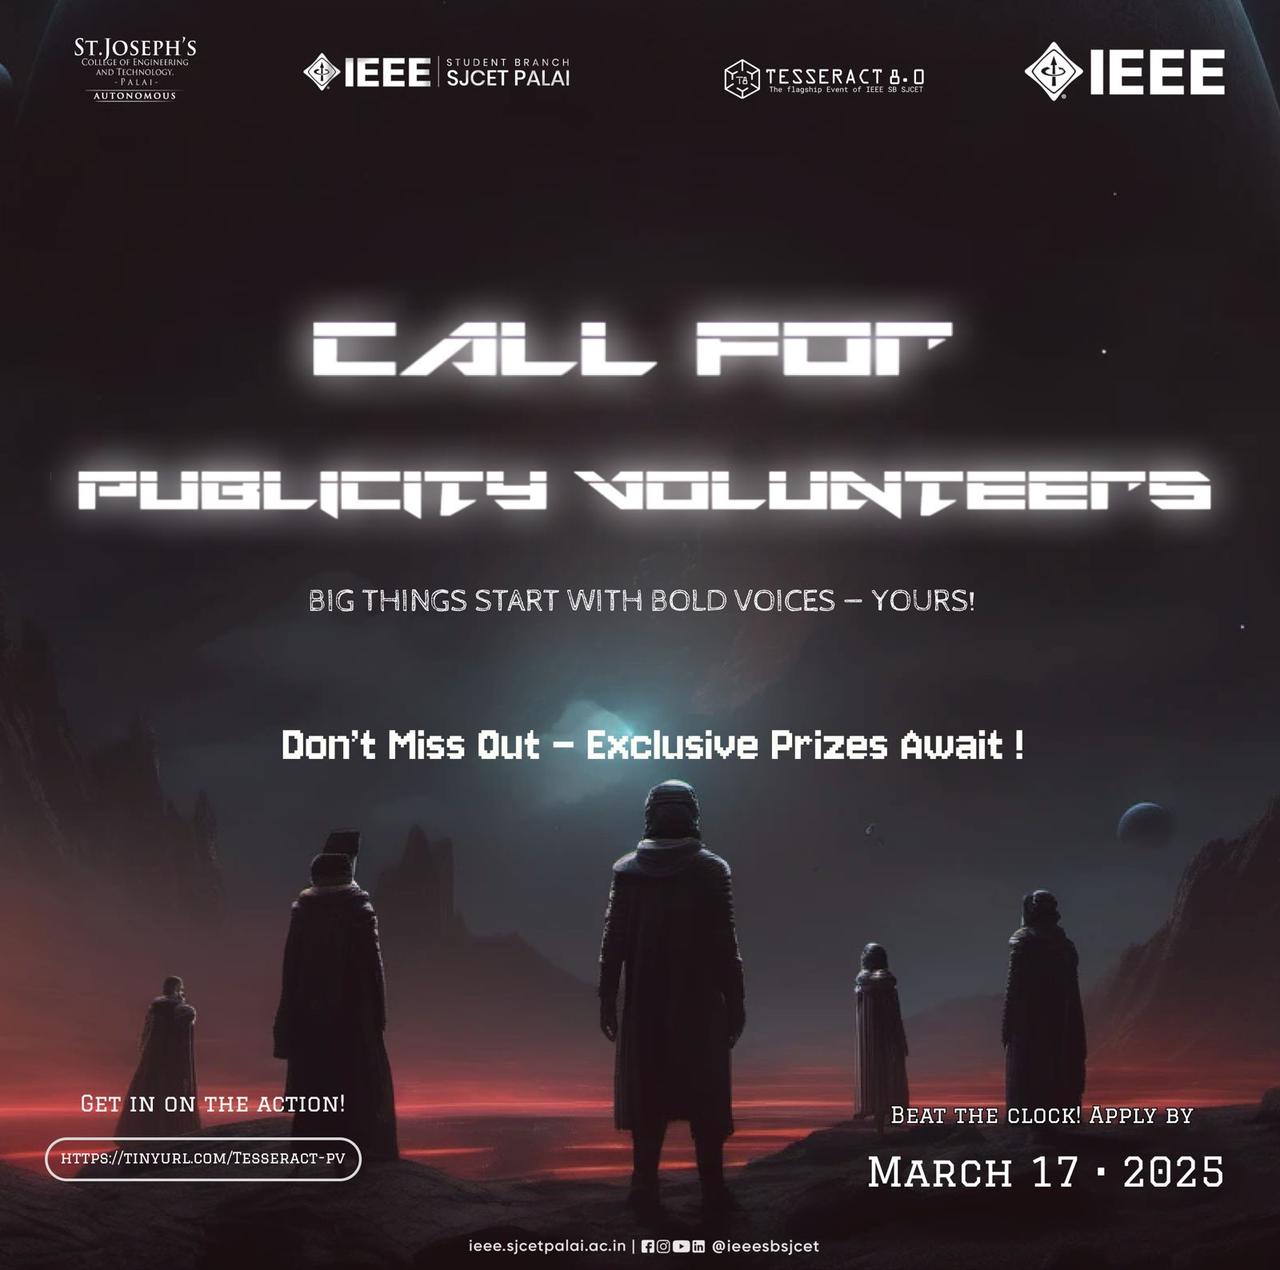 ST.JOSEPH'S
COLLEGE OF ENGINEERING
AND TECHNOLOGY,
- PALAI -
AUTONOMOUS
IEEE
STUDENT BRANCH
SJCET PALAI
T8
TESSERACT 8.0
The flagship Event of IEEE SB SJCET
IEEE
CALL FOR
PUBLICITY VOLUNTEERS
BIG THINGS START WITH BOLD VOICES – YOURS!
Don't Miss Out – Exclusive Prizes Await !
GET IN ON THE ACTION!
HTTPS://TINYURL.COM/TESSERACT-PV
BEAT THE CLOCK! APPLY BY
MARCH 17 · 2025
ieee.sjcetpalai.ac.in | @ieeesbsjcet